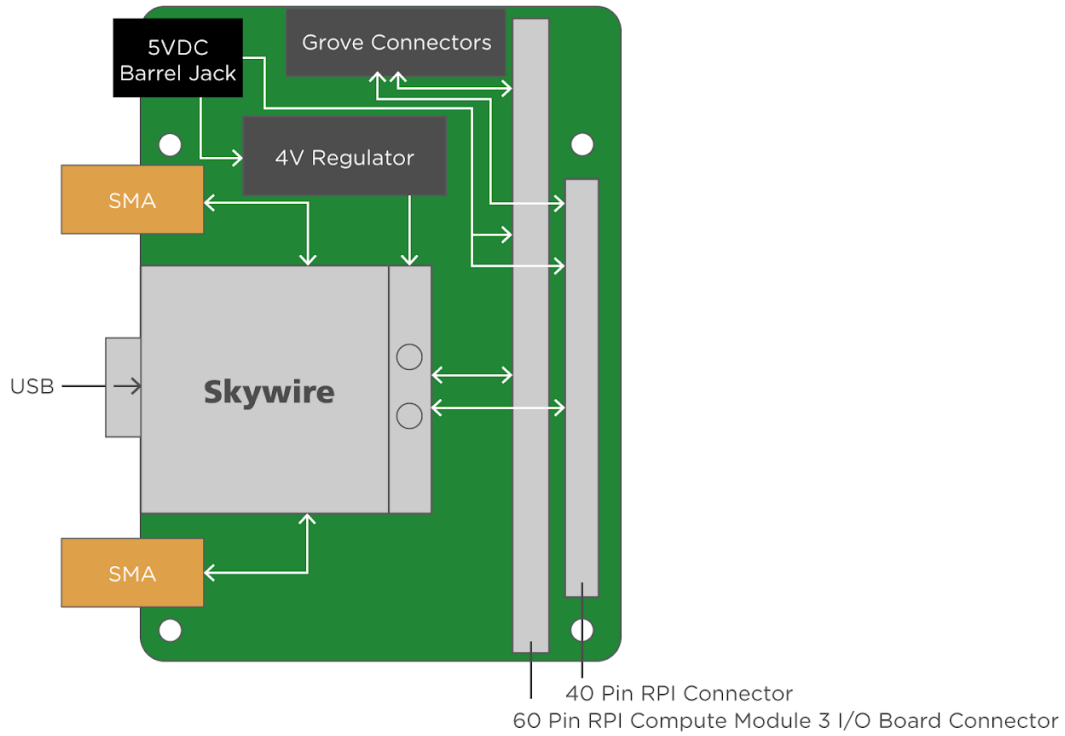 5VDC
Barrel Jack
Grove Connectors
4V Regulator
SMA
USB
Skywire
SMA
40 Pin RPI Connector
60 Pin RPI Compute Module 3 I/O Board Connector